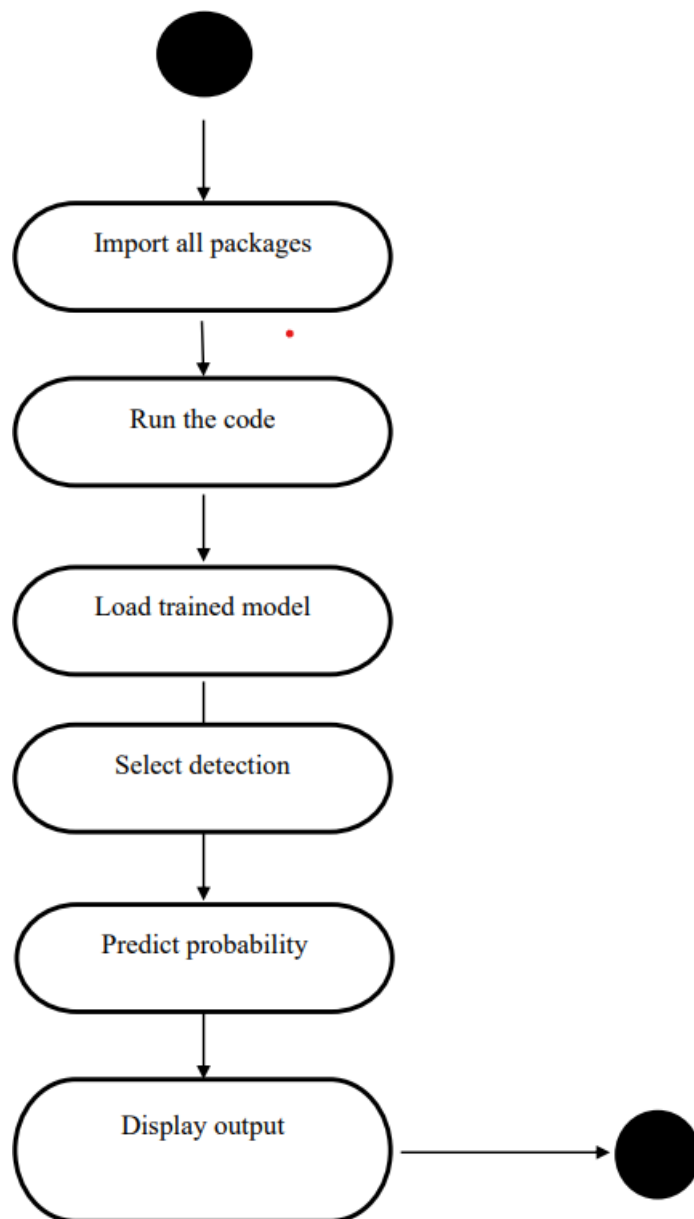 Import all packages
Run the code
Load trained model
Select detection
Predict probability
Display output